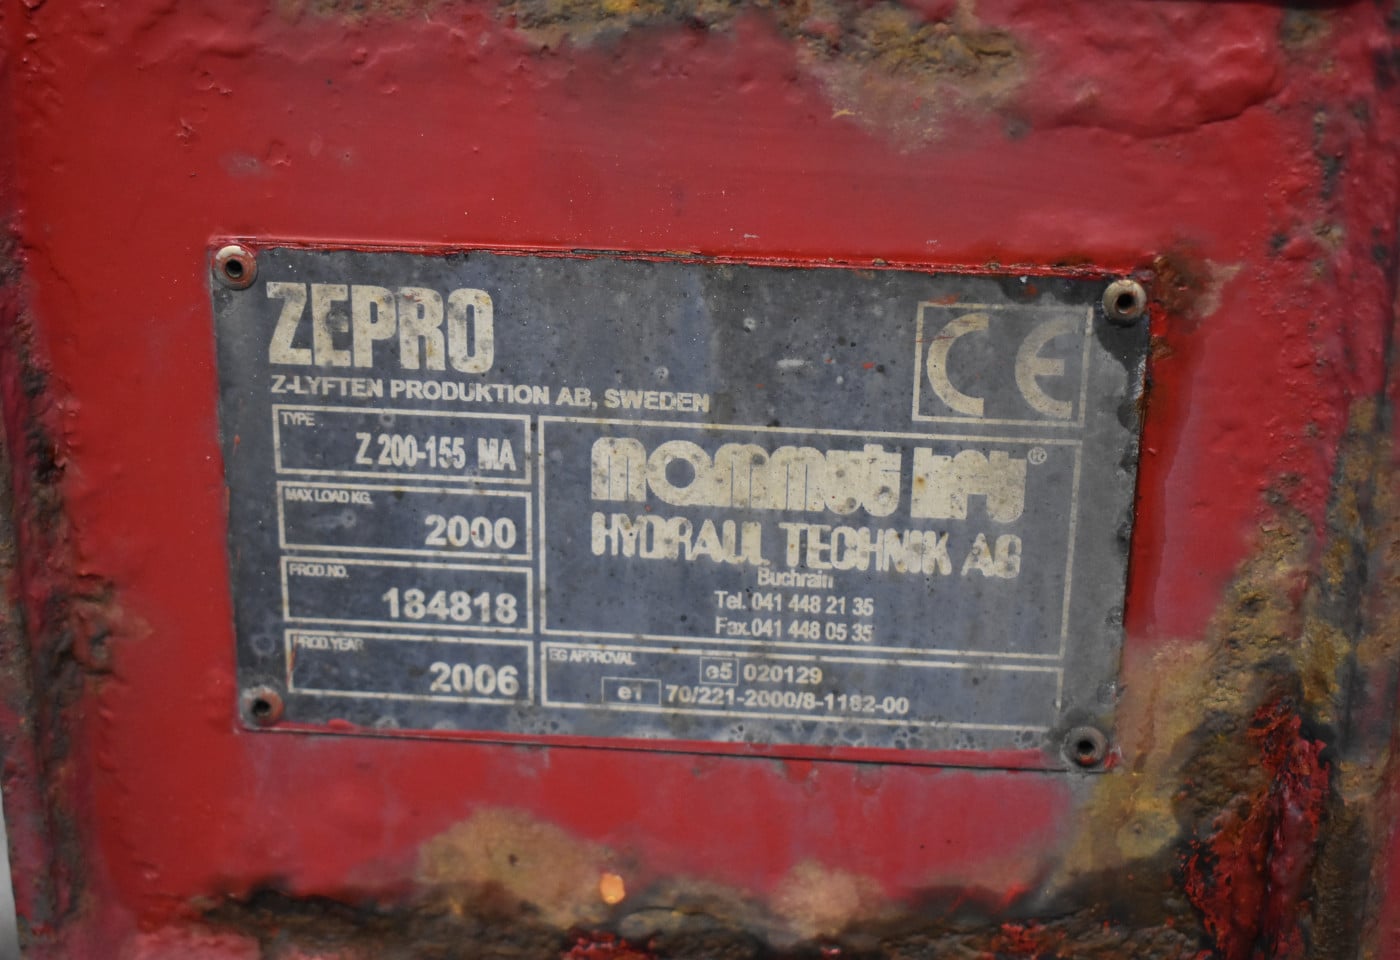 ZEPRO
Z-LYFTEN PRODUKTION AB, SWEDEN
CE
TYPE
Z 200-155 MA
MAX LOAD KG.
2000
PROD.NO.
184818
PROD.YEAR
2006
mammut lift®
HYDRAUL TECHNIK AG
Buchrain
Tel. 041 448 21 35
Fax.041 448 05 35
EG APPROVAL
e5 020129
e1 70/221-2000/8-1182-00